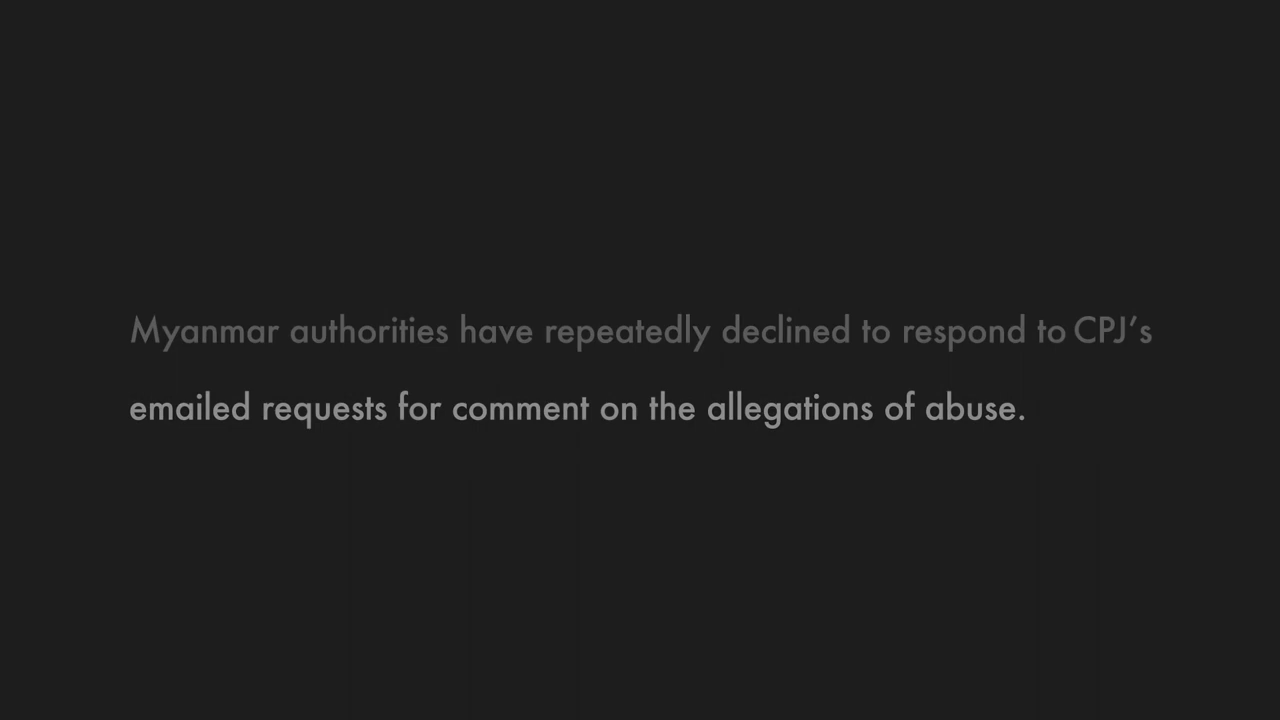 Myanmar authorities have repeatedly declined to respond to CPJ’s
emailed requests for comment on the allegations of abuse.